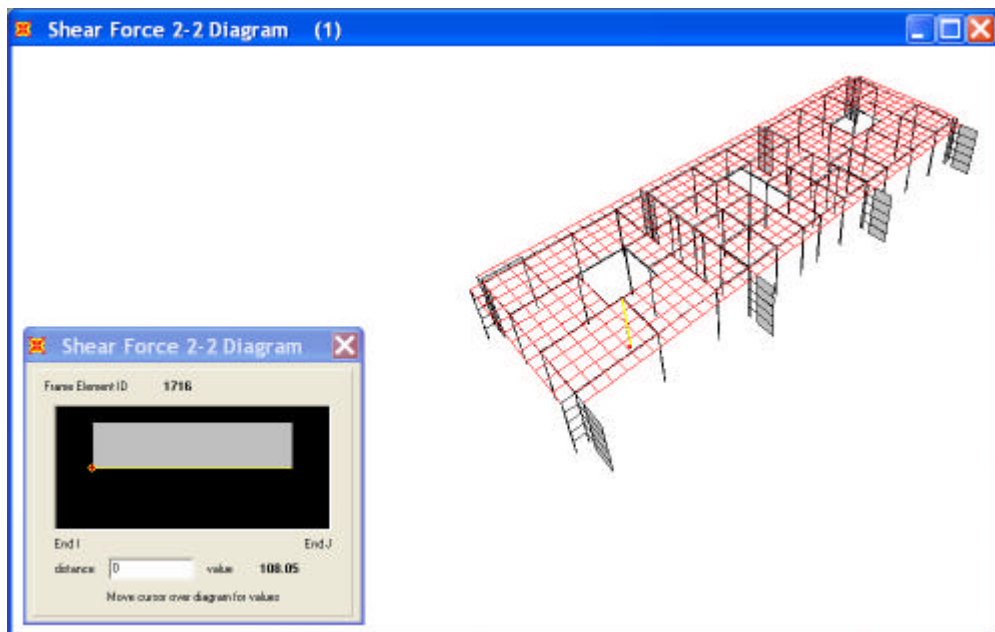 Shear Force 2-2 Diagram (1)
Shear Force 2-2 Diagram
Frame Element ID 1716
End I End J
distance 0 value 108.05
Move cursor over diagram for values